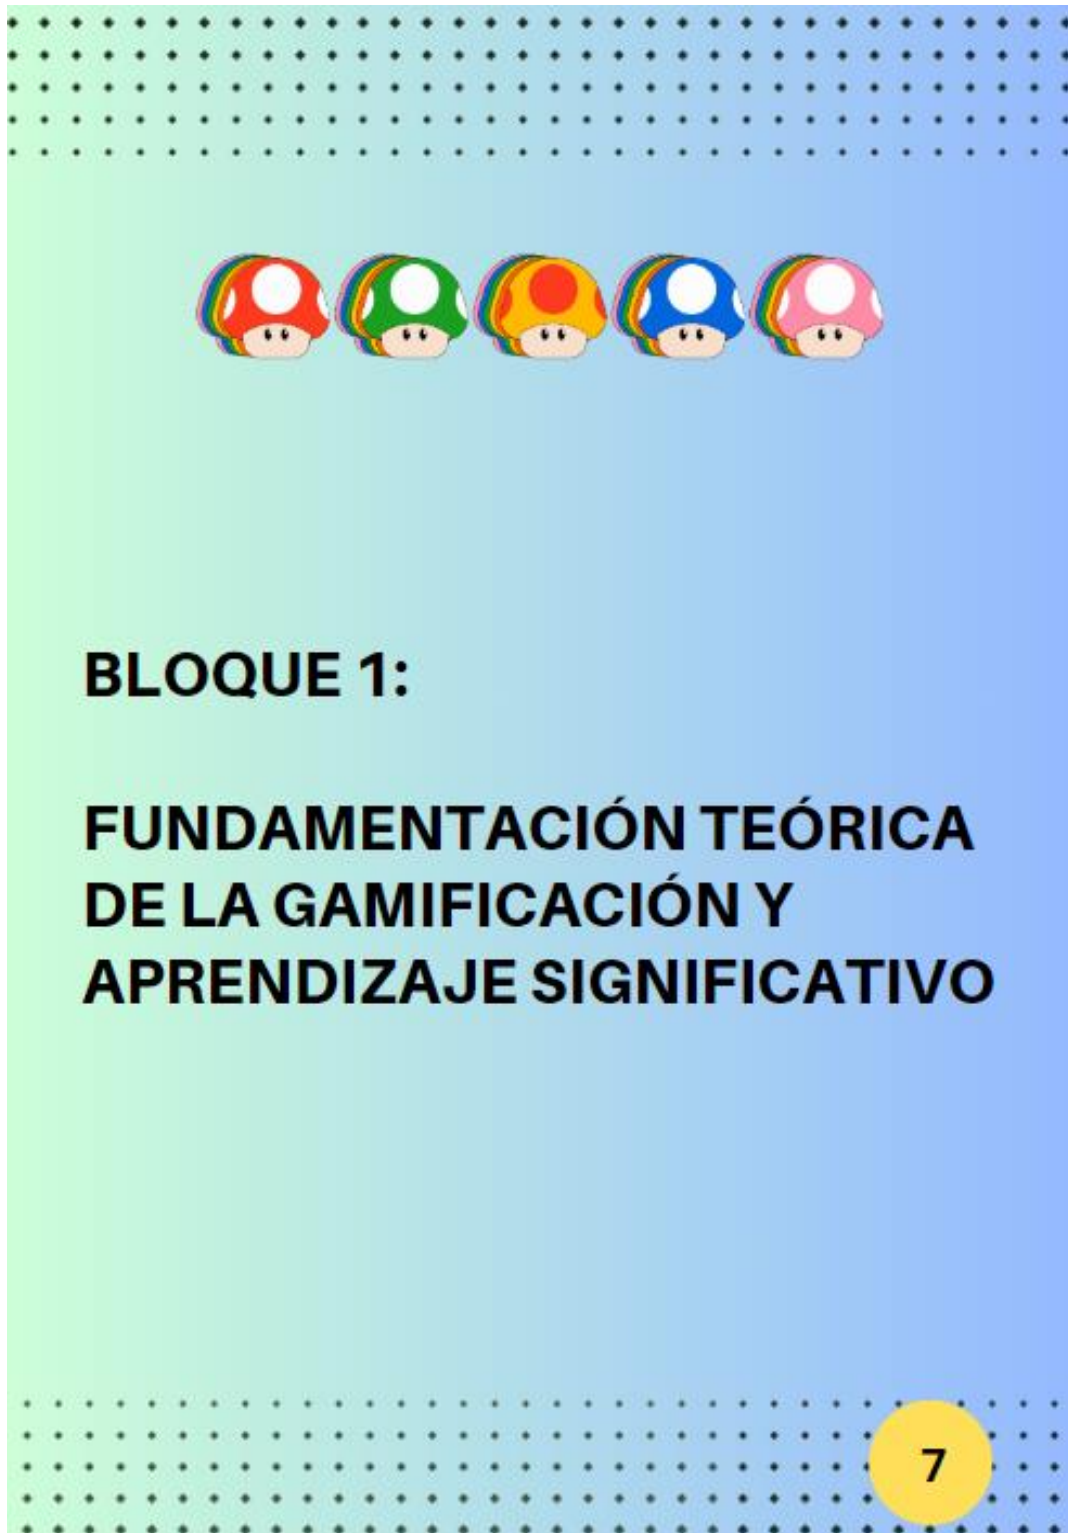 BLOQUE 1:
FUNDAMENTACIÓN TEÓRICA
DE LA GAMIFICACIÓN Y
APRENDIZAJE SIGNIFICATIVO
7